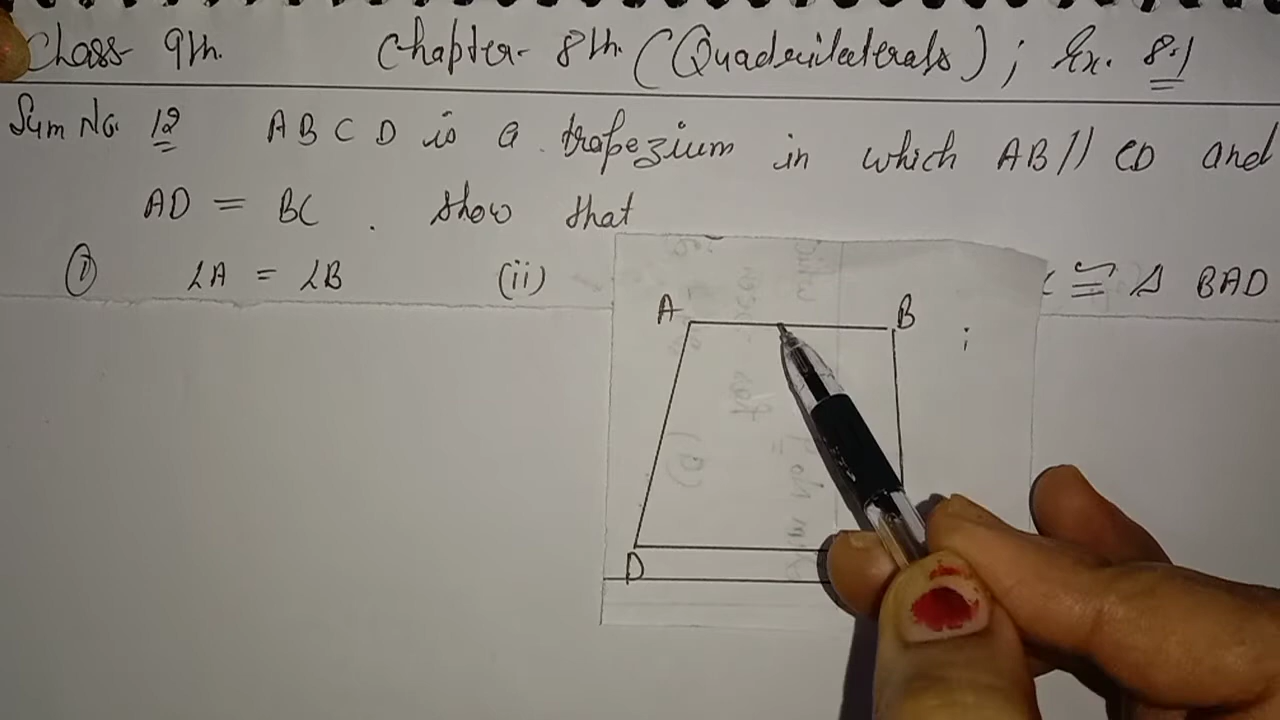 Class 9th. Chapter- 8th. (Quadrilaterals) ; Ex. 8.1
Sum No. 12 A B C D is a trapezium in which AB // CD and
AD = BC . show that
(i) ∠A = ∠B (ii) ≅ Δ BAD
A B ;
D